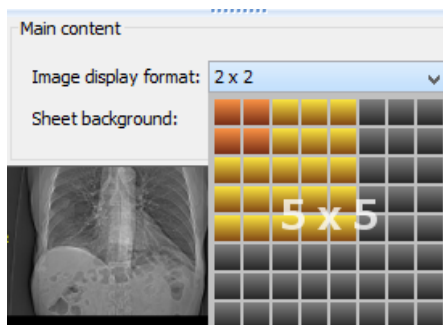 Main content
Image display format: 2 x 2
Sheet background:
5 x 5